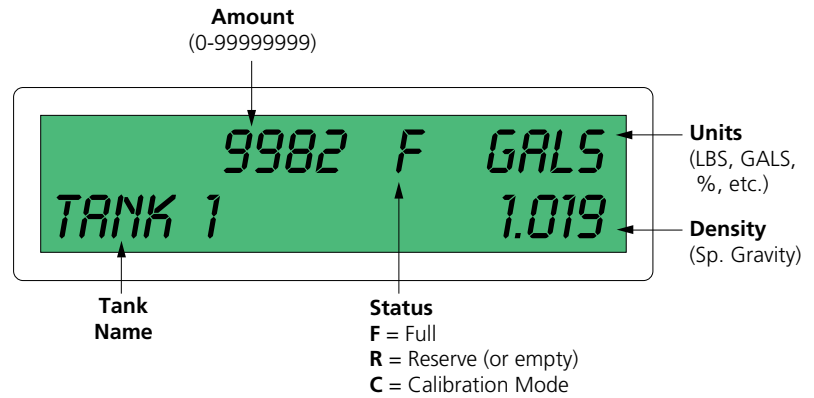 Amount
(0-99999999)
9982 F GALS
TANK 1 1.019
Units
(LBS, GALS,
%, etc.)
Density
(Sp. Gravity)
Tank
Name
Status
F = Full
R = Reserve (or empty)
C = Calibration Mode